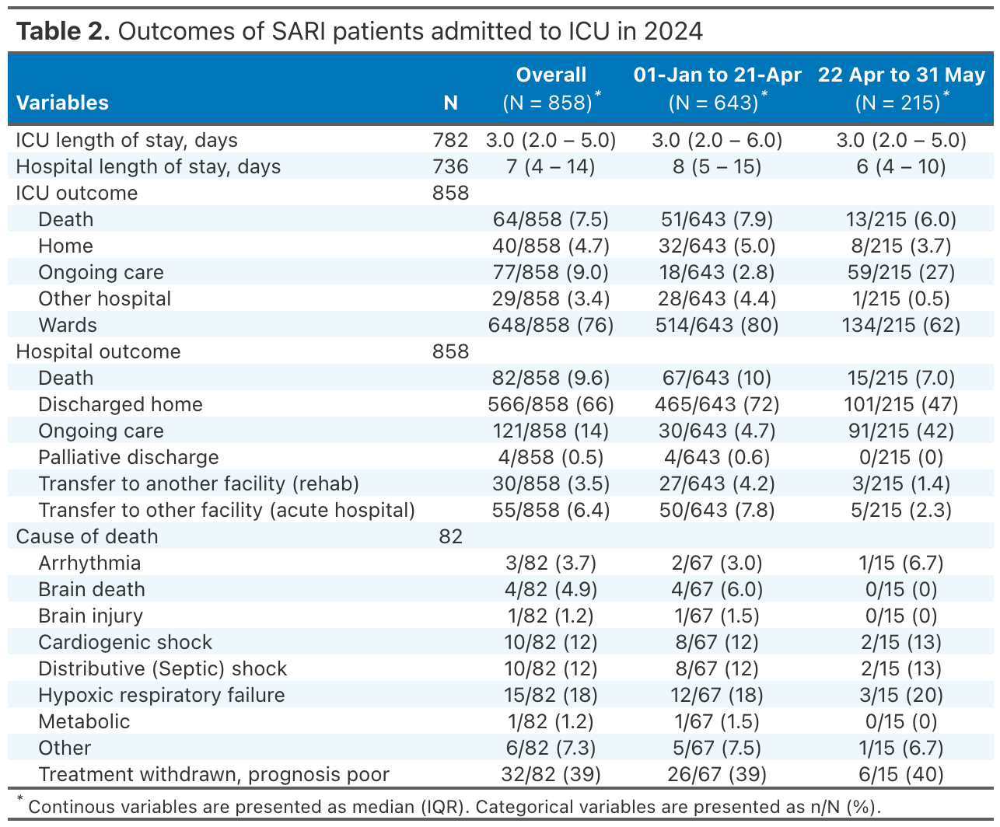 Table 2. Outcomes of SARI patients admitted to ICU in 2024
Overall 01-Jan to 21-Apr 22 Apr to 31 May
Variables N (N = 858)* (N = 643)* (N = 215)*
ICU length of stay, days 782 3.0 (2.0 – 5.0) 3.0 (2.0 – 6.0) 3.0 (2.0 – 5.0)
Hospital length of stay, days 736 7 (4 – 14) 8 (5 – 15) 6 (4 – 10)
ICU outcome 858
Death 64/858 (7.5) 51/643 (7.9) 13/215 (6.0)
Home 40/858 (4.7) 32/643 (5.0) 8/215 (3.7)
Ongoing care 77/858 (9.0) 18/643 (2.8) 59/215 (27)
Other hospital 29/858 (3.4) 28/643 (4.4) 1/215 (0.5)
Wards 648/858 (76) 514/643 (80) 134/215 (62)
Hospital outcome 858
Death 82/858 (9.6) 67/643 (10) 15/215 (7.0)
Discharged home 566/858 (66) 465/643 (72) 101/215 (47)
Ongoing care 121/858 (14) 30/643 (4.7) 91/215 (42)
Palliative discharge 4/858 (0.5) 4/643 (0.6) 0/215 (0)
Transfer to another facility (rehab) 30/858 (3.5) 27/643 (4.2) 3/215 (1.4)
Transfer to other facility (acute hospital) 55/858 (6.4) 50/643 (7.8) 5/215 (2.3)
Cause of death 82
Arrhythmia 3/82 (3.7) 2/67 (3.0) 1/15 (6.7)
Brain death 4/82 (4.9) 4/67 (6.0) 0/15 (0)
Brain injury 1/82 (1.2) 1/67 (1.5) 0/15 (0)
Cardiogenic shock 10/82 (12) 8/67 (12) 2/15 (13)
Distributive (Septic) shock 10/82 (12) 8/67 (12) 2/15 (13)
Hypoxic respiratory failure 15/82 (18) 12/67 (18) 3/15 (20)
Metabolic 1/82 (1.2) 1/67 (1.5) 0/15 (0)
Other 6/82 (7.3) 5/67 (7.5) 1/15 (6.7)
Treatment withdrawn, prognosis poor 32/82 (39) 26/67 (39) 6/15 (40)
* Continous variables are presented as median (IQR). Categorical variables are presented as n/N (%).